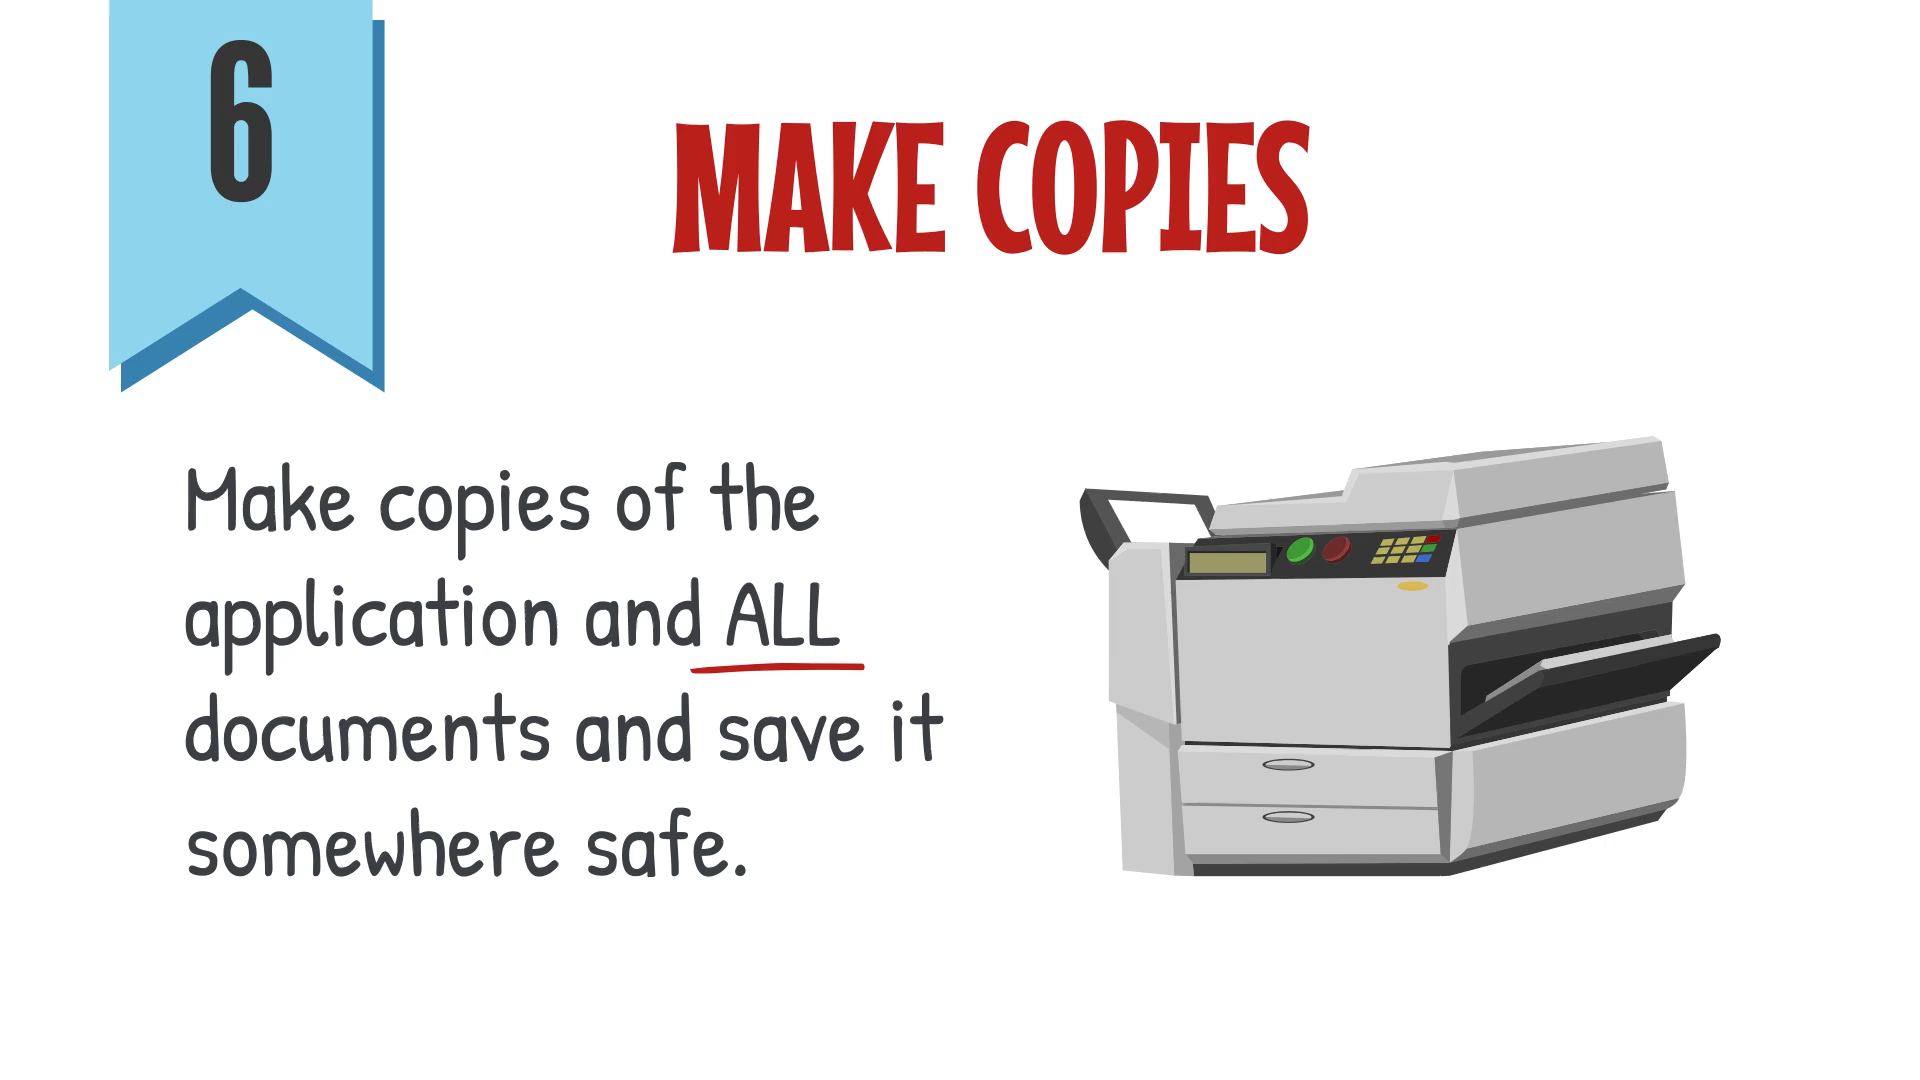 6
MAKE COPIES
Make copies of the
application and ALL
documents and save it
somewhere safe.